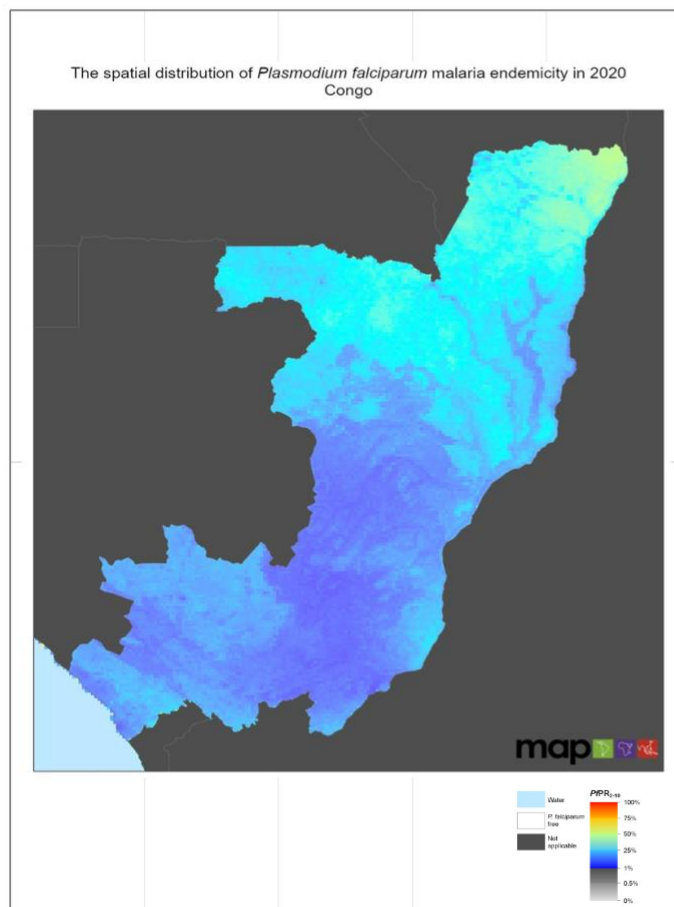 The spatial distribution of Plasmodium falciparum malaria endemicity in 2020
Congo
map
Water
P. falciparum
free
Not
applicable
PfPR₂₋₁₀
100%
75%
50%
25%
1%
0.5%
0%